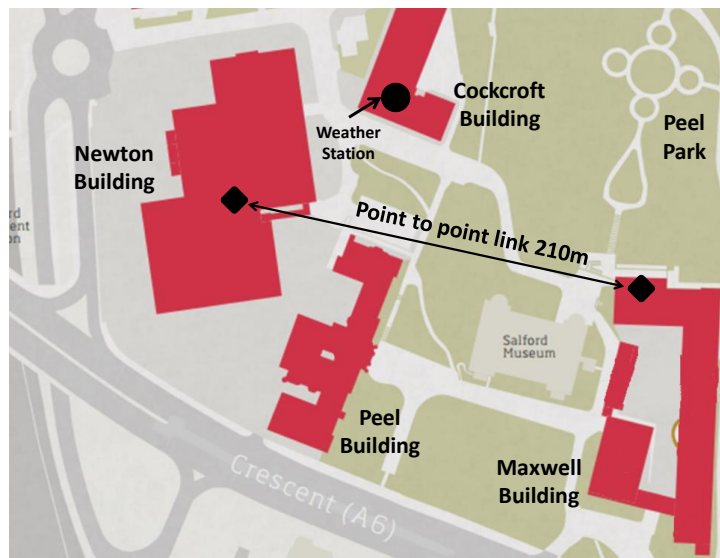 Cockcroft
Building
Peel
Park
Weather
Station
Newton
Building
Point to point link 210m
Salford
Museum
Peel
Building
Maxwell
Building
Crescent (A6)